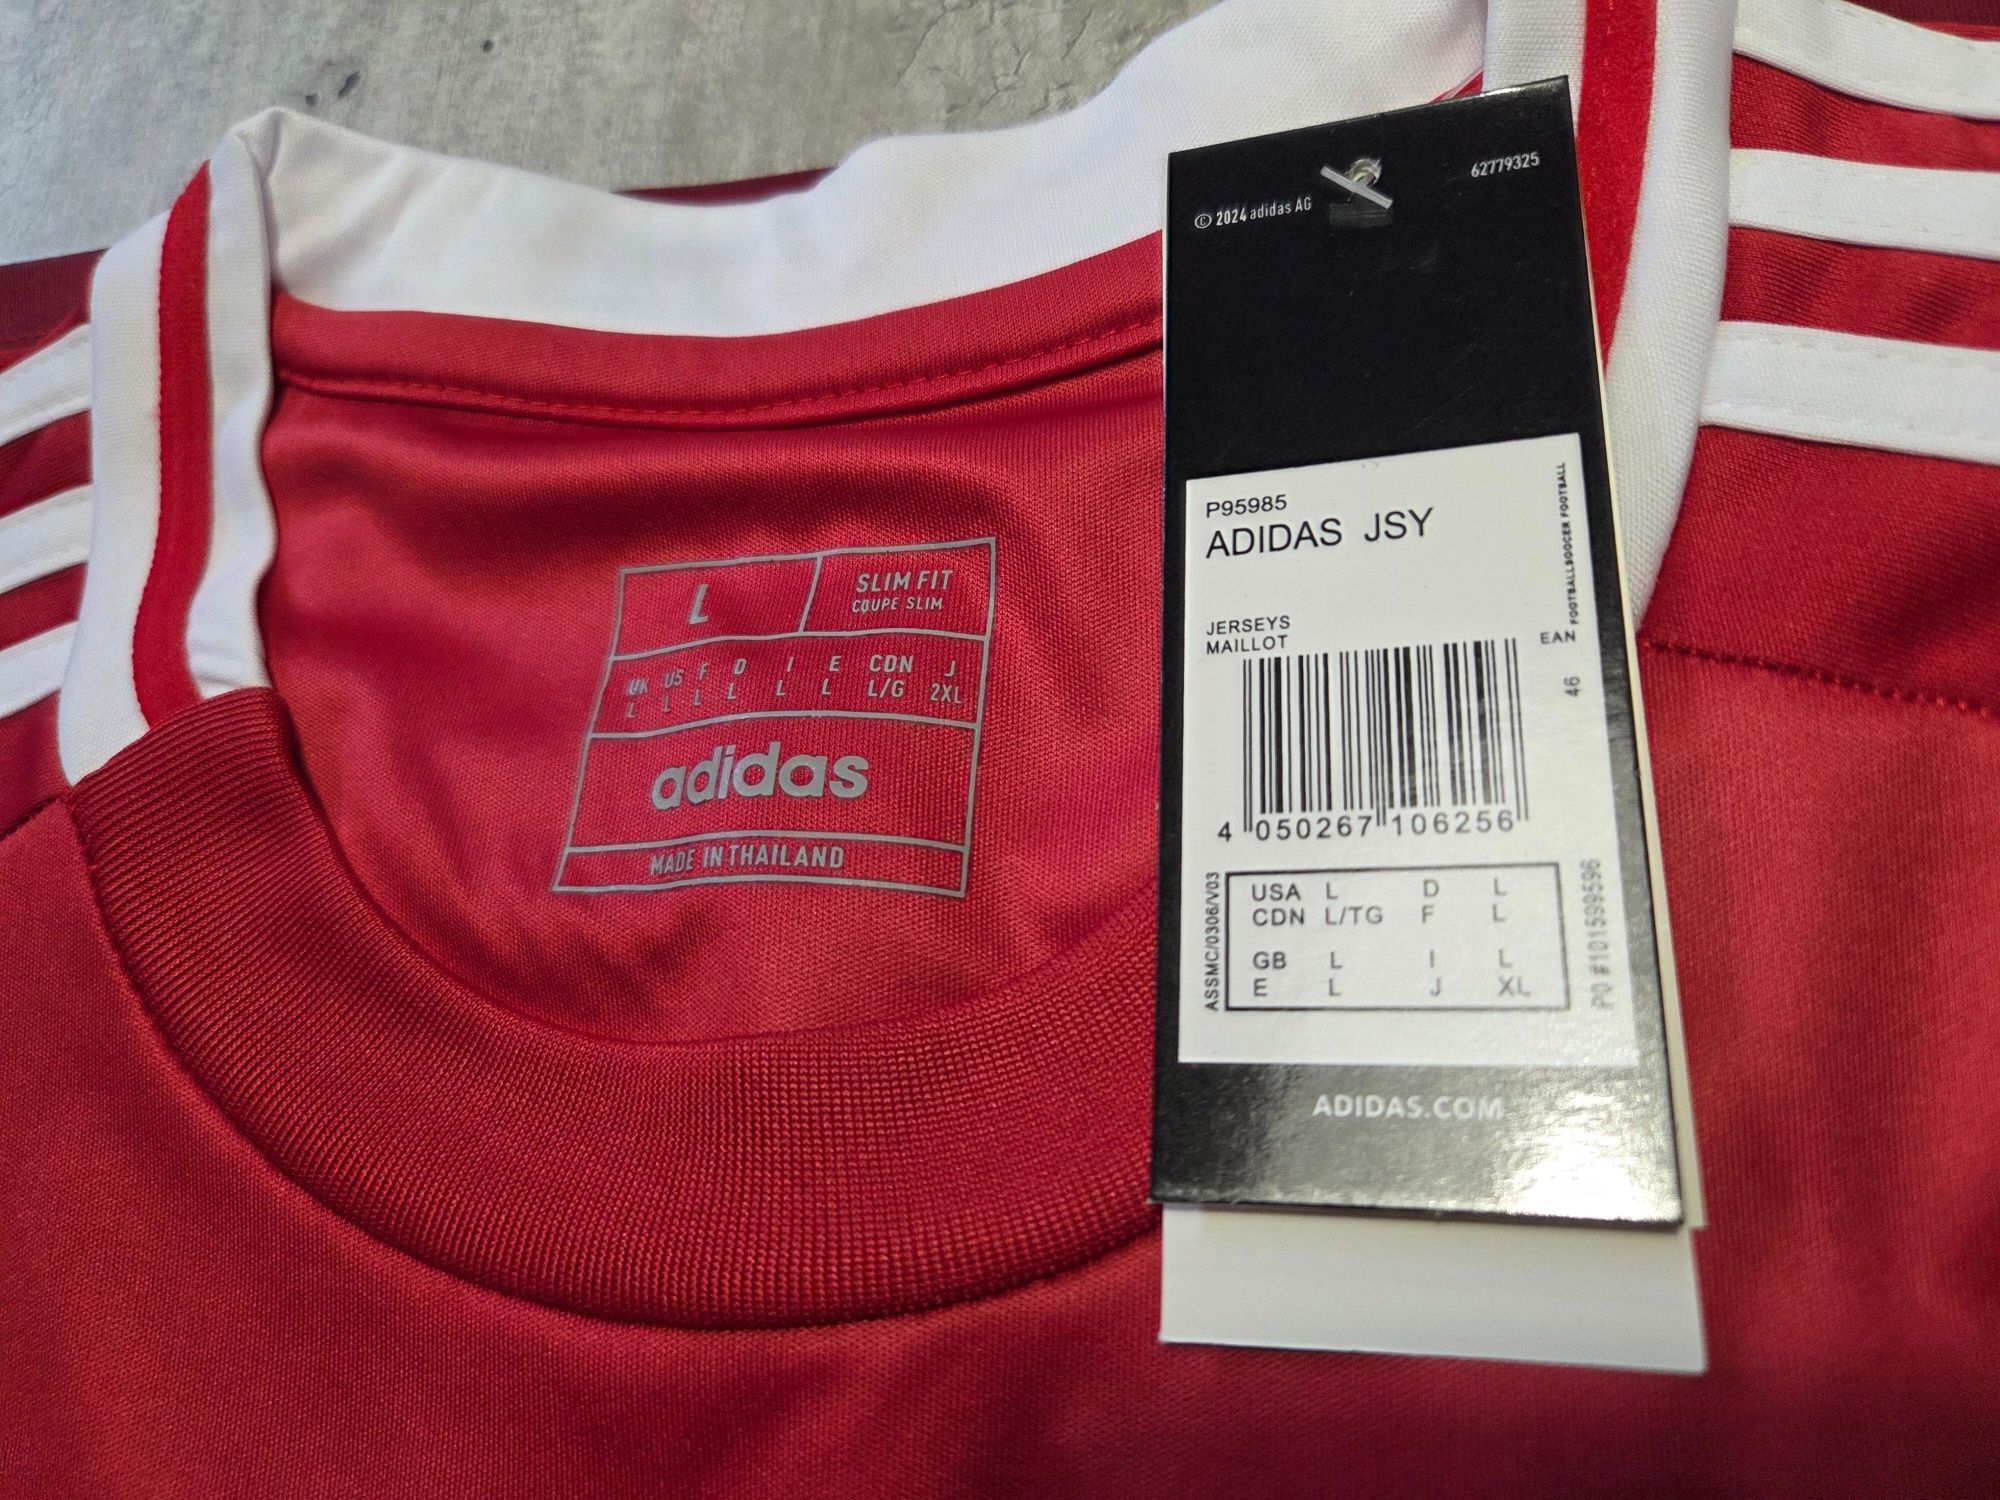 © 2024 adidas AG
62779325
P95985
ADIDAS JSY
JERSEYS
MAILLOT
EAN
FOOTBALLSOCCER FOOTBALL
46
4 050267 106256
ASSMC/0306/V03
USA L D L
CDN L/TG F L
GB L I L
E L J XL
PO #101599596
ADIDAS.COM
L
SLIM FIT
COUPE SLIM
UK US F D I E CDN J
L L L L L L L/G 2XL
adidas
MADE IN THAILAND